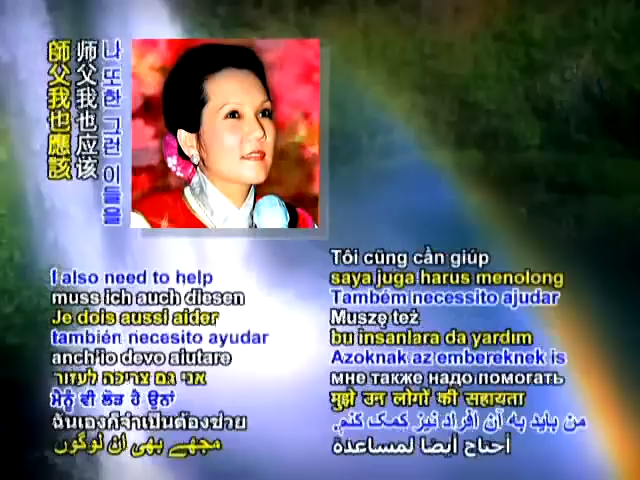 師父我也應該
师父我也应该
나 또한 그런 이들을
I also need to help
muss ich auch diesen
Je dois aussi aider
también necesito ayudar
anch'io devo aiutare
אני גם צריכה לעזור
ਮੈਨੂੰ ਵੀ ਲੋੜ ਹੈ ਉਨਾਂ
ฉันเองก็จำเป็นต้องช่วย
مجھے بھی ان لوگوں
Tôi cũng cần giúp
saya juga harus menolong
Também necessito ajudar
Muszę też
bu insanlara da yardım
Azoknak az embereknek is
мне также надо помогать
मुझे उन लोगों की सहायता
من باید به آن افراد نیز کمک کنم.
أحتاج أيضا لمساعدة